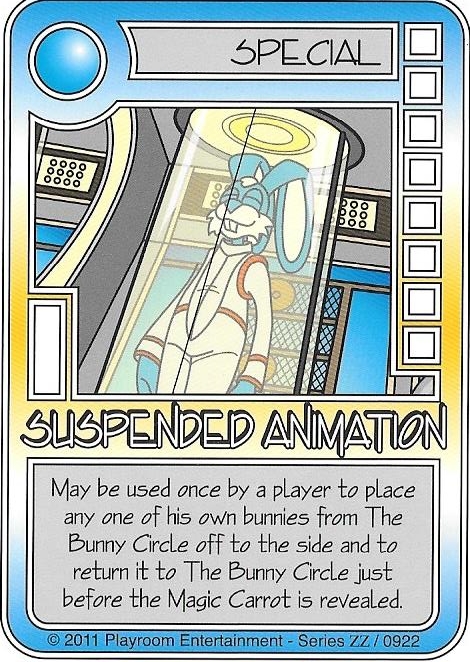 SPECIAL
SUSPENDED ANIMATION
May be used once by a player to place
any one of his own bunnies from The
Bunny Circle off to the side and to
return it to The Bunny Circle just
before the Magic Carrot is revealed.
© 2011 Playroom Entertainment - Series ZZ / 0922